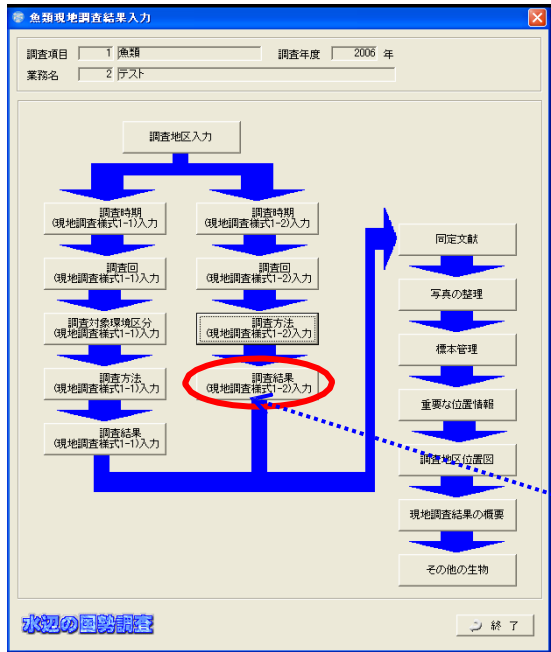 魚類現地調査結果入力
調査項目 1 魚類 調査年度 2006 年
業務名 2 テスト
調査地区入力
調査時期
(現地調査様式1-1)入力
調査回
(現地調査様式1-1)入力
調査対象環境区分
(現地調査様式1-1)入力
調査方法
(現地調査様式1-1)入力
調査結果
(現地調査様式1-1)入力
調査時期
(現地調査様式1-2)入力
調査回
(現地調査様式1-2)入力
調査方法
(現地調査様式1-2)入力
調査結果
(現地調査様式1-2)入力
同定文献
写真の整理
標本管理
重要な位置情報
調査地区位置図
現地調査結果の概要
その他の生物
水辺の国勢調査
終 了